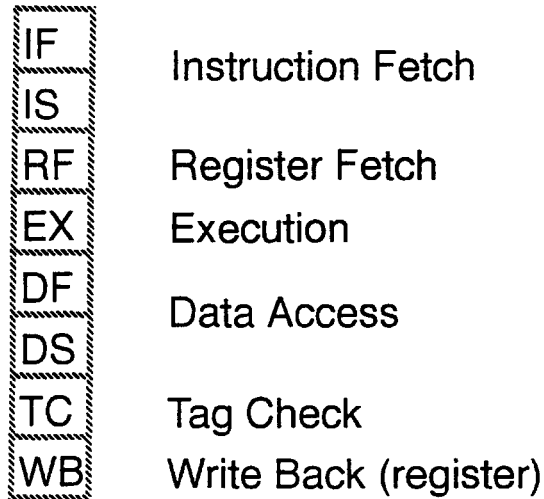 IF
Instruction Fetch
IS
RF Register Fetch
EX Execution
DF
Data Access
DS
TC Tag Check
WB Write Back (register)